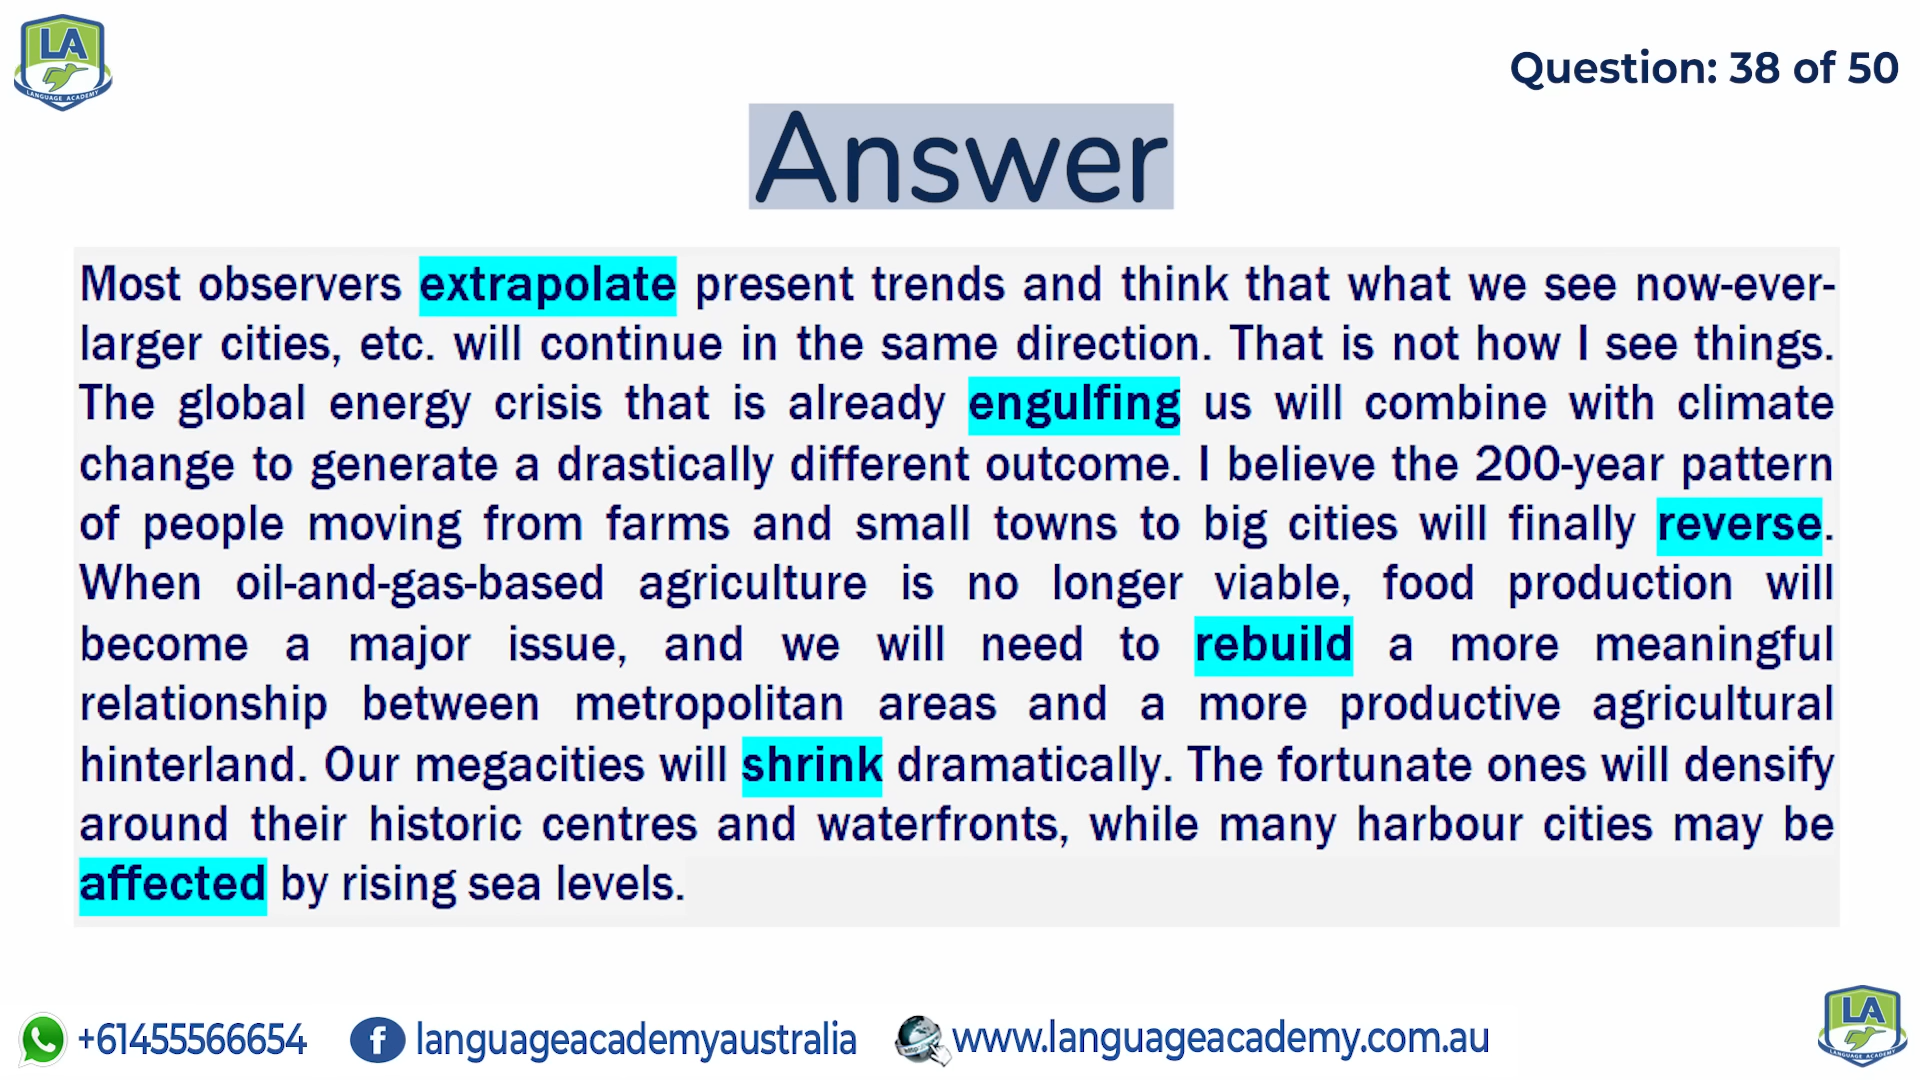 LA
LANGUAGE ACADEMY
Question: 38 of 50
Answer
Most observers extrapolate present trends and think that what we see now-ever-
larger cities, etc. will continue in the same direction. That is not how I see things.
The global energy crisis that is already engulfing us will combine with climate
change to generate a drastically different outcome. I believe the 200-year pattern
of people moving from farms and small towns to big cities will finally reverse.
When oil-and-gas-based agriculture is no longer viable, food production will
become a major issue, and we will need to rebuild a more meaningful
relationship between metropolitan areas and a more productive agricultural
hinterland. Our megacities will shrink dramatically. The fortunate ones will densify
around their historic centres and waterfronts, while many harbour cities may be
affected by rising sea levels.
+61455566654
languageacademyaustralia
www.languageacademy.com.au
LA
LANGUAGE ACADEMY